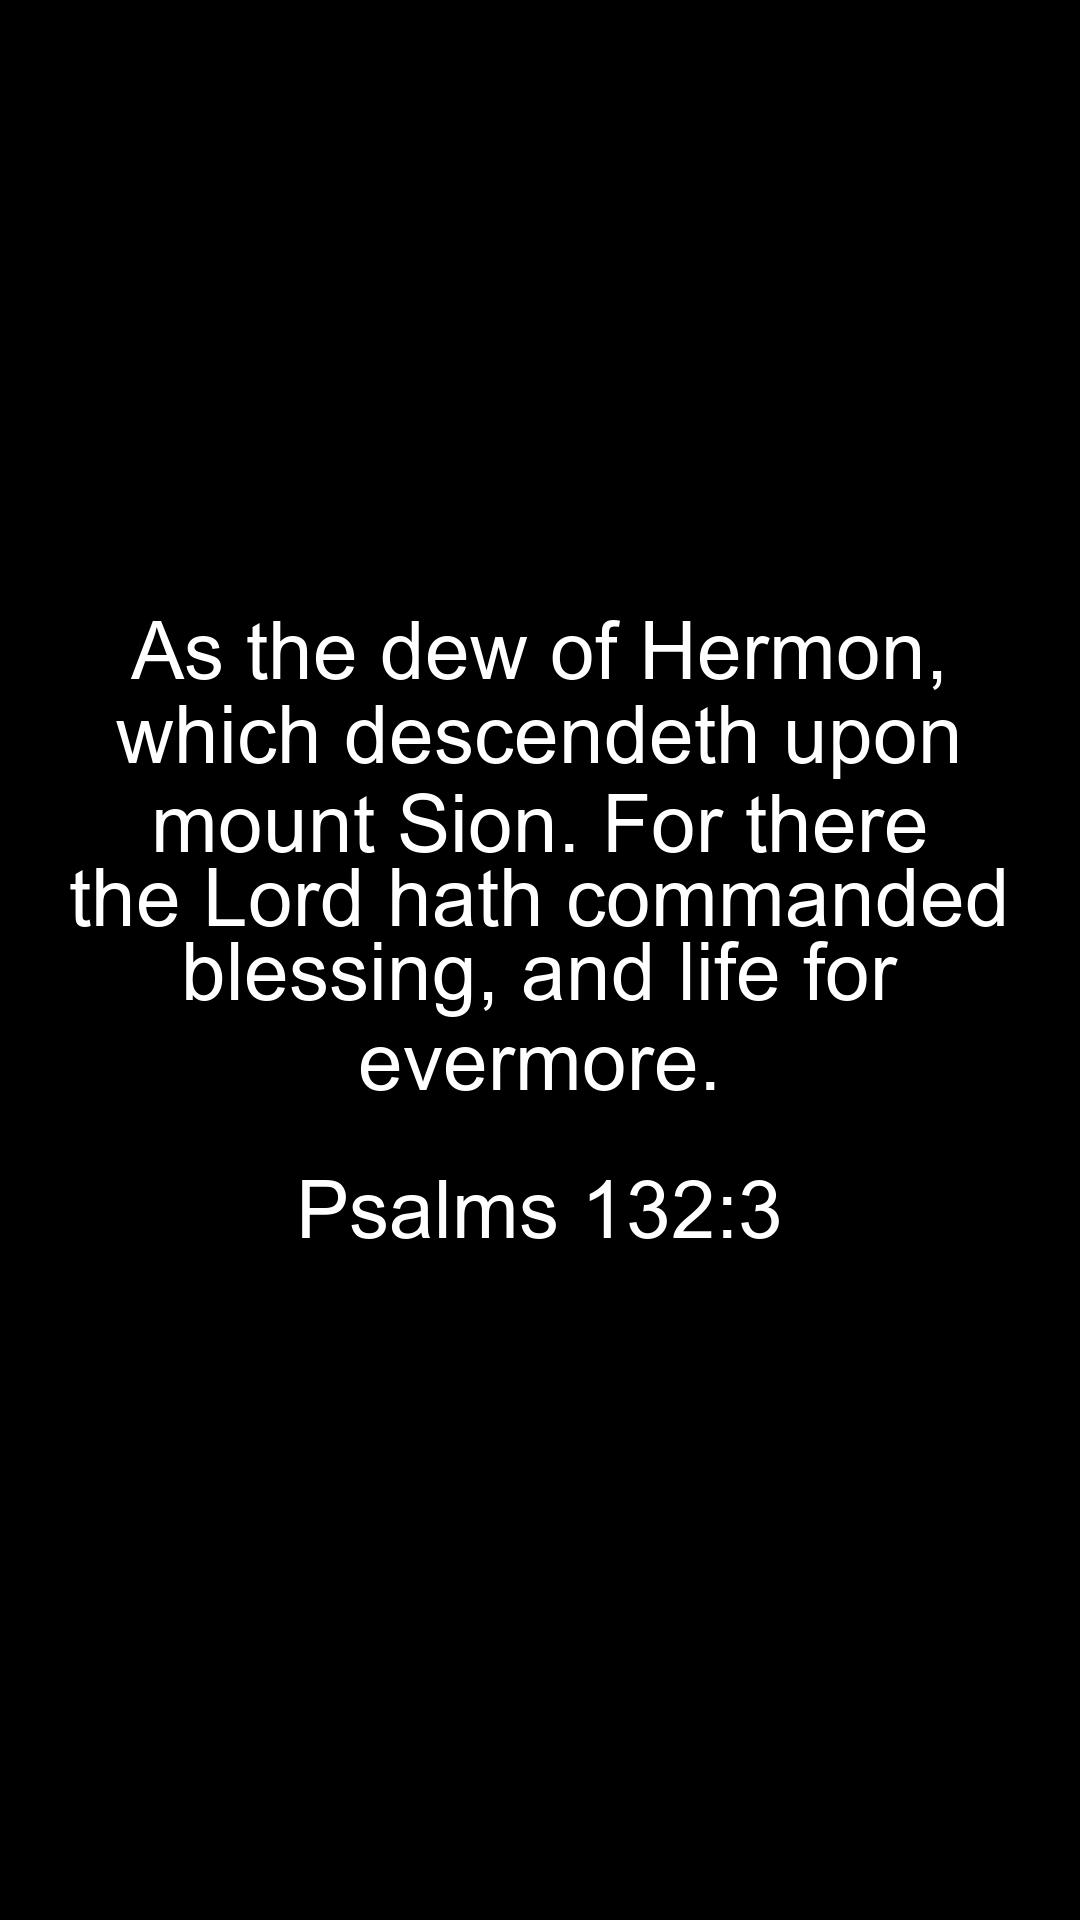 As the dew of Hermon,
which descendeth upon
mount Sion. For there
the Lord hath commanded
blessing, and life for
evermore.
Psalms 132:3